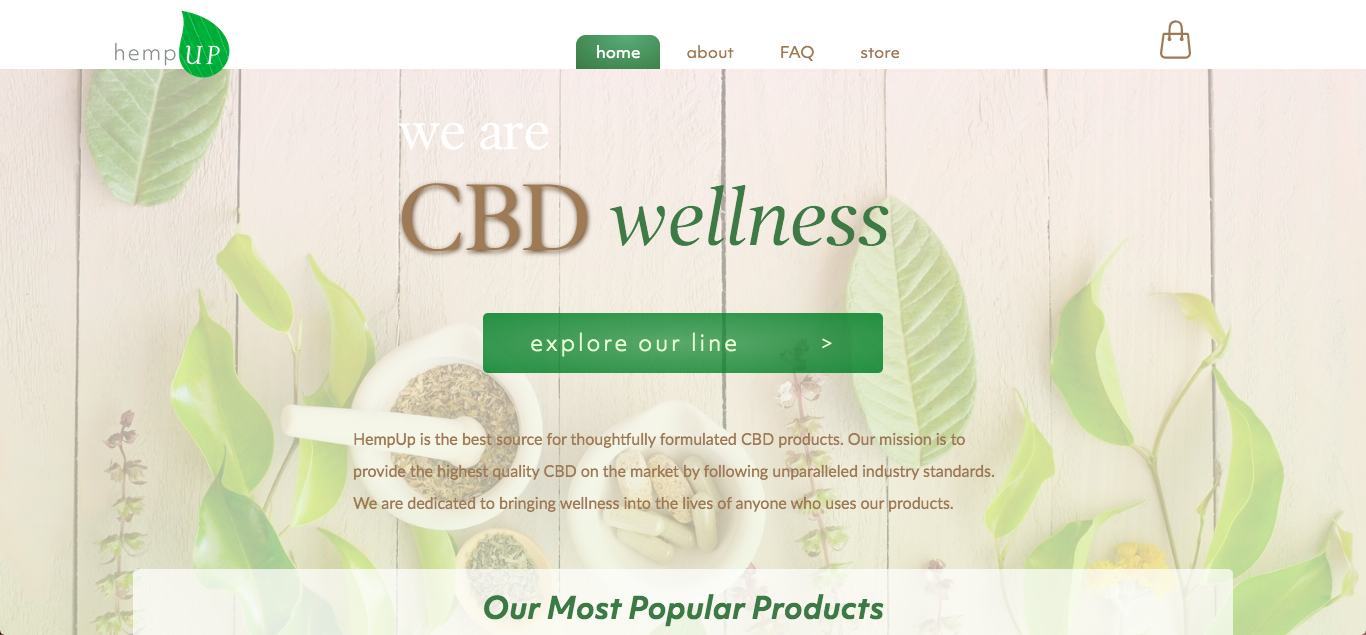 hemp UP
home about FAQ store
we are
CBD wellness
explore our line >
HempUp is the best source for thoughtfully formulated CBD products. Our mission is to
provide the highest quality CBD on the market by following unparalleled industry standards.
We are dedicated to bringing wellness into the lives of anyone who uses our products.
Our Most Popular Products